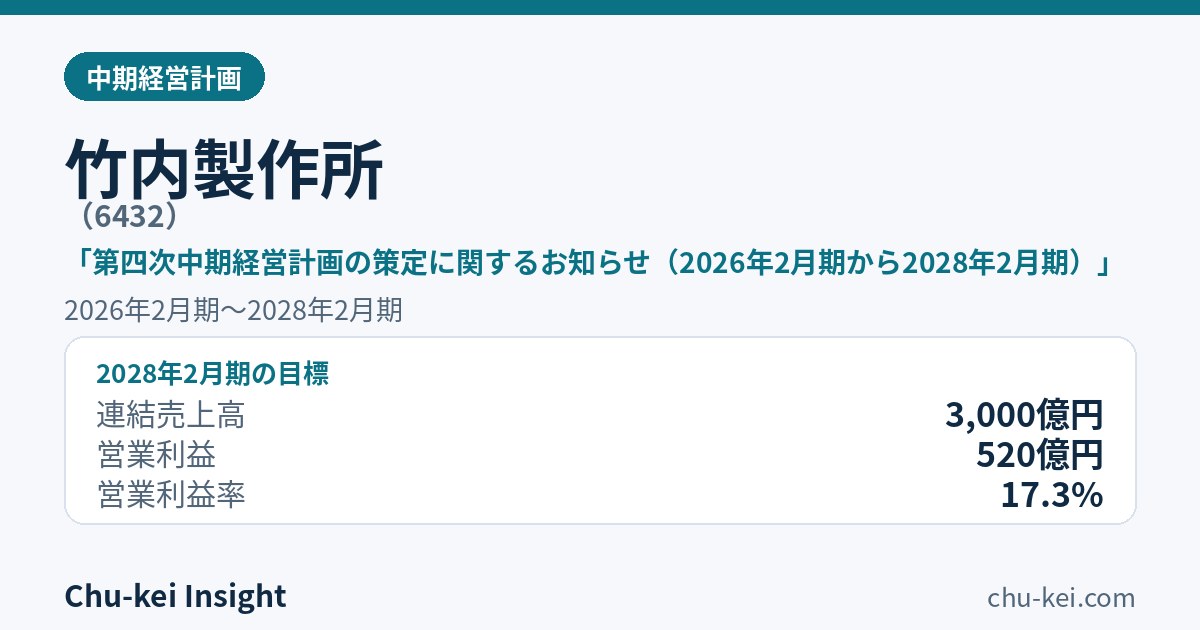 中期経営計画
竹内製作所
（6432）
「第四次中期経営計画の策定に関するお知らせ（2026年2月期から2028年2月期）」
2026年2月期～2028年2月期
2028年2月期の目標
連結売上高 3,000億円
営業利益 520億円
営業利益率 17.3%
Chu-kei Insight chu-kei.com